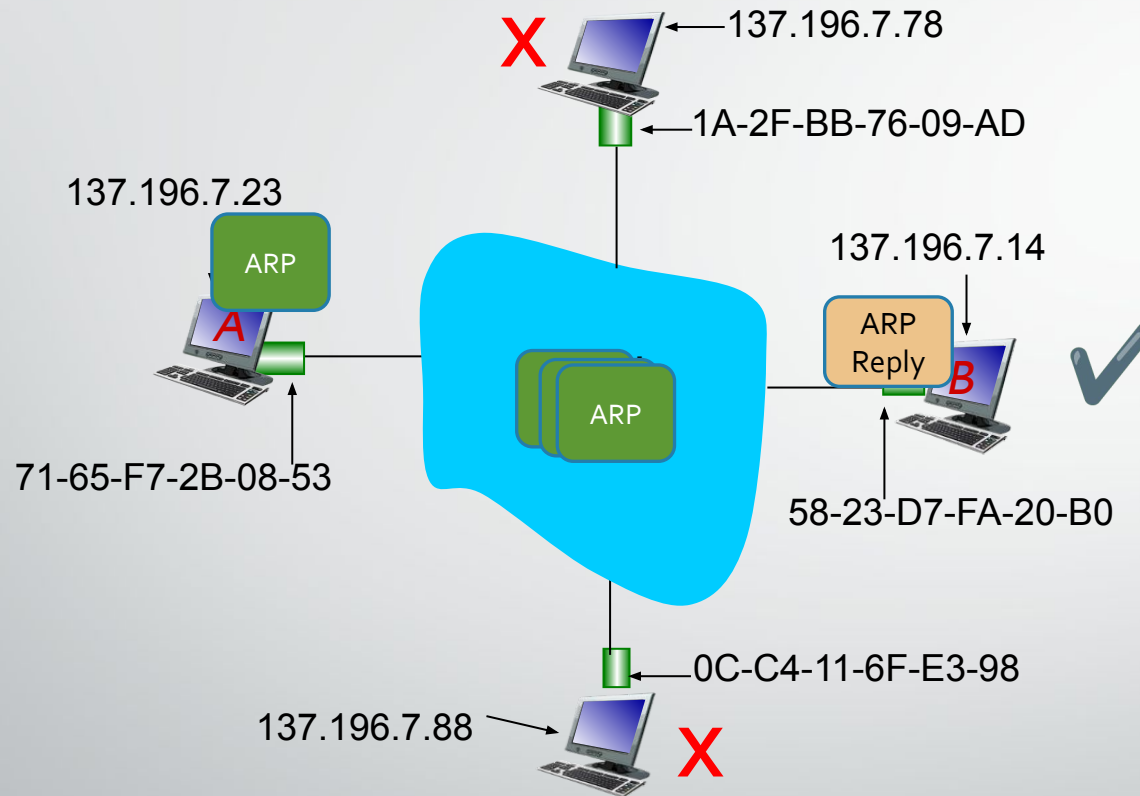 X
137.196.7.78
1A-2F-BB-76-09-AD
137.196.7.23
ARP
A
71-65-F7-2B-08-53
ARP
137.196.7.14
ARP
Reply
B
58-23-D7-FA-20-B0
0C-C4-11-6F-E3-98
137.196.7.88
X